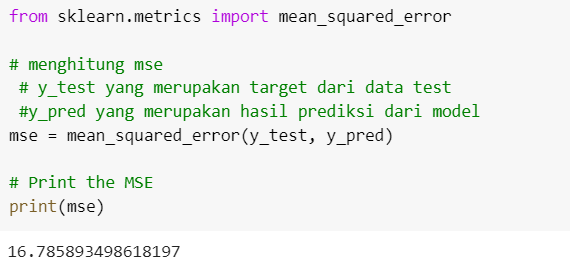 from sklearn.metrics import mean_squared_error
# menghitung mse
# y_test yang merupakan target dari data test
#y_pred yang merupakan hasil prediksi dari model
mse = mean_squared_error(y_test, y_pred)
# Print the MSE
print(mse)
16.785893498618197